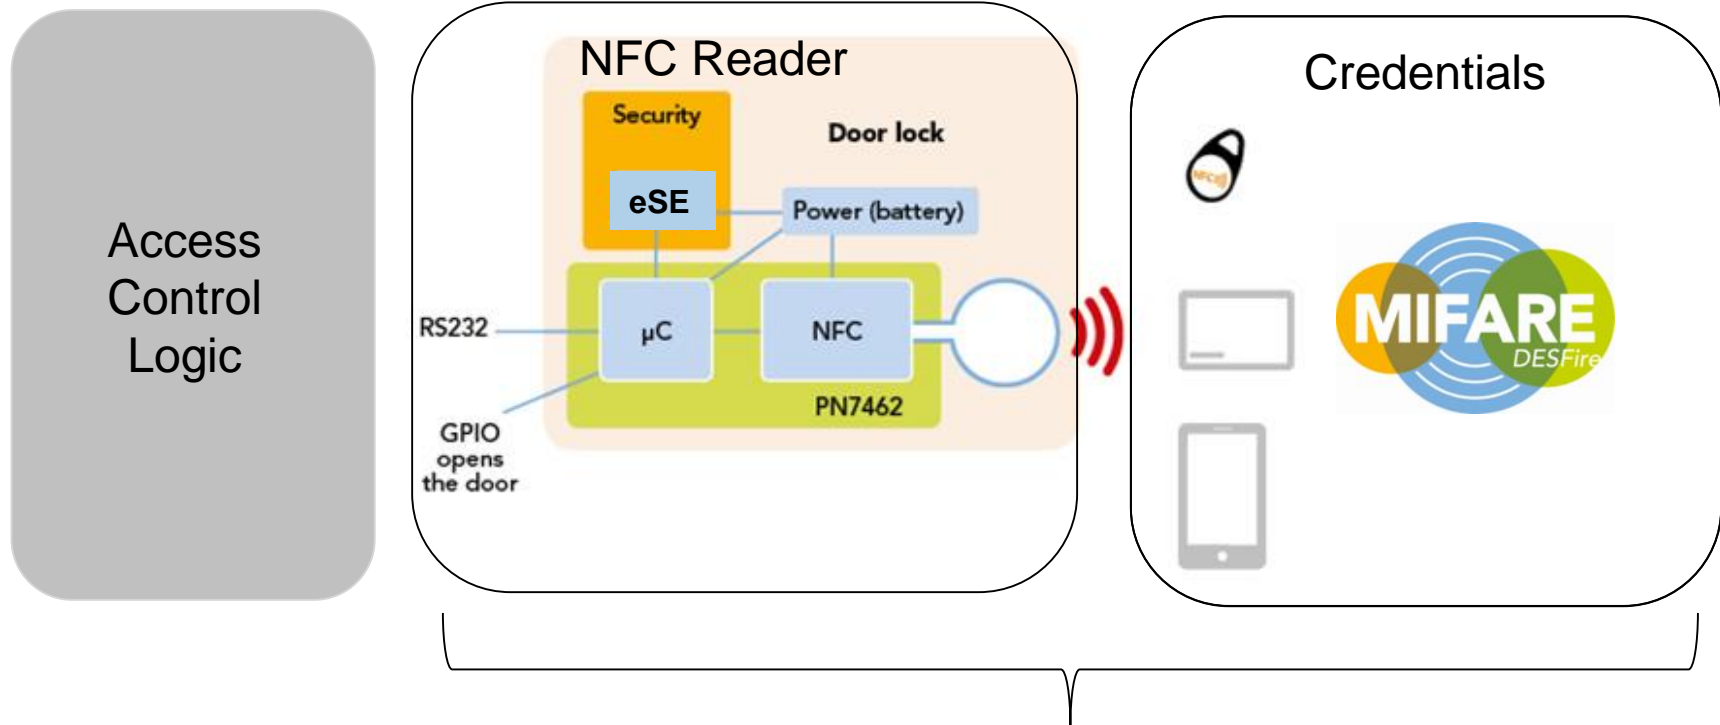 Access
Control
Logic
NFC Reader
Security
Door lock
eSE
Power (battery)
RS232
µC
NFC
PN7462
GPIO
opens
the door
Credentials
NFC
MIFARE
DESFire